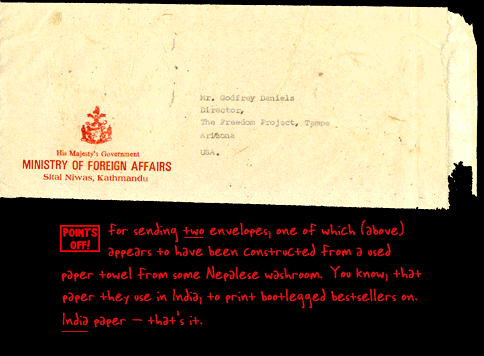 Mr. Godfrey Daniels
Director,
The Freedom Project, Tempe
Arizona
USA.
His Majesty's Government
MINISTRY OF FOREIGN AFFAIRS
Sital Niwas, Kathmandu
POINTS
OFF!
for sending two envelopes, one of which (above)
appears to have been constructed from a used
paper towel from some Nepalese washroom. You know, that
paper they use in India, to print bootlegged bestsellers on.
India paper — that's it.